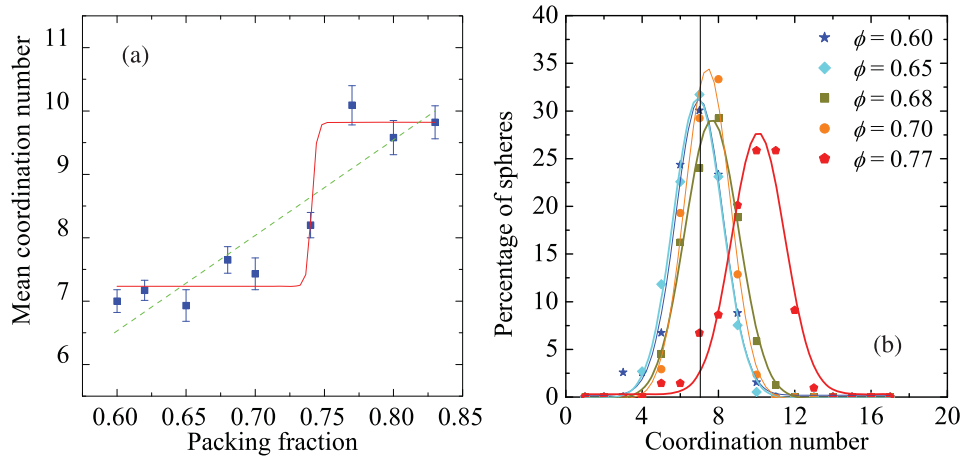 (a)
Mean coordination number
11
10
9
8
7
6
0.60 0.65 0.70 0.75 0.80 0.85
Packing fraction
(b)
Percentage of spheres
40
35
30
25
20
15
10
5
0
0 4 8 12 16 20
Coordination number
ϕ = 0.60
ϕ = 0.65
ϕ = 0.68
ϕ = 0.70
ϕ = 0.77